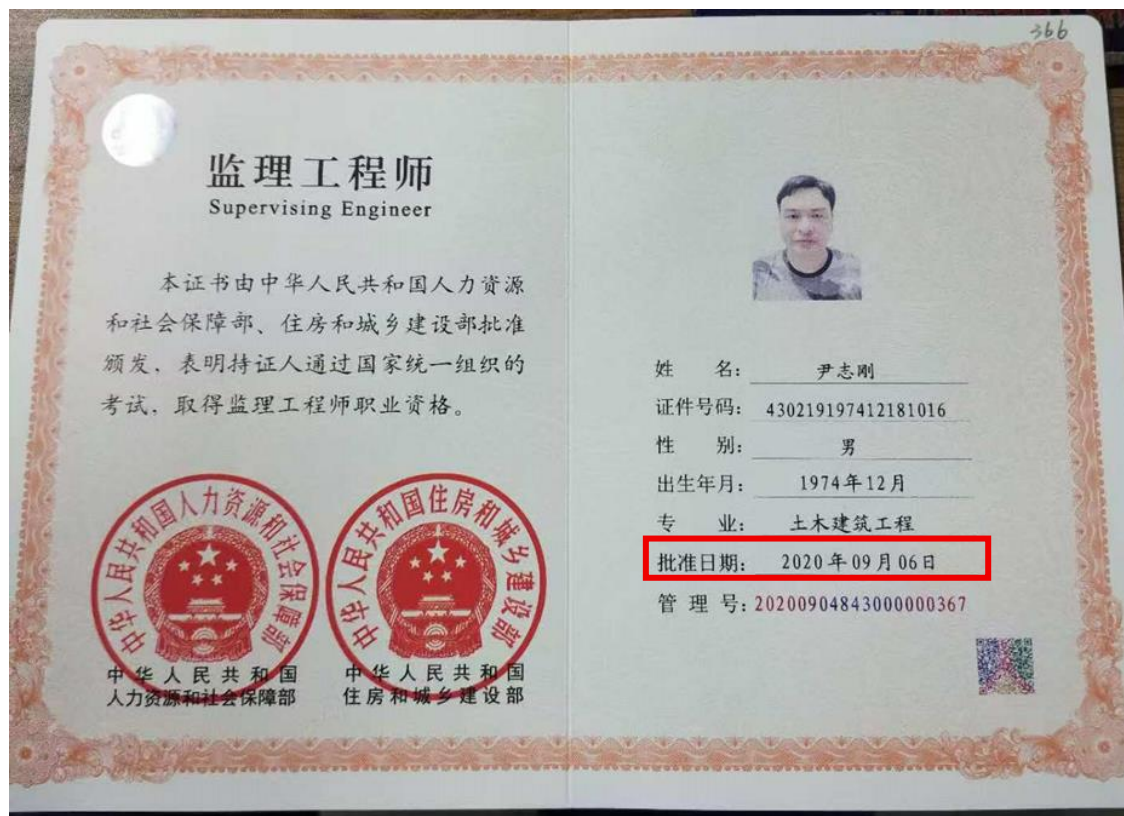 366
监理工程师
Supervising Engineer
本证书由中华人民共和国人力资源
和社会保障部、住房和城乡建设部批准
颁发，表明持证人通过国家统一组织的
考试，取得监理工程师职业资格。
中华人民共和国人力资源和社会保障部
中华人民共和国住房和城乡建设部
中华人民共和国
人力资源和社会保障部
中华人民共和国
住房和城乡建设部
姓 名： 尹志刚
证件号码： 430219197412181016
性 别： 男
出生年月： 1974年12月
专 业： 土木建筑工程
批准日期： 2020年09月06日
管 理 号：20200904843000000367